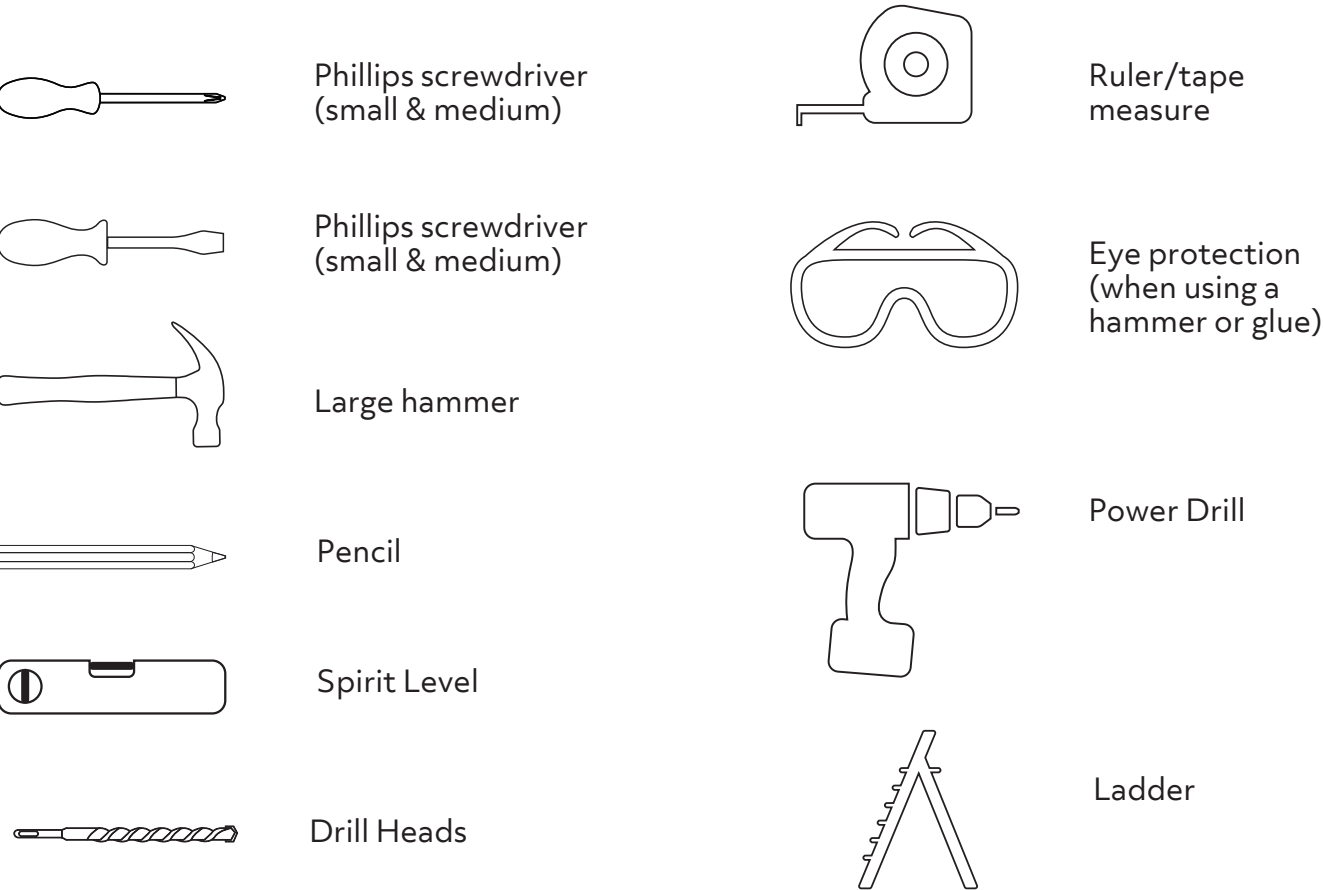 Phillips screwdriver
(small & medium)
Phillips screwdriver
(small & medium)
Large hammer
Pencil
Spirit Level
Drill Heads
Ruler/tape
measure
Eye protection
(when using a
hammer or glue)
Power Drill
Ladder